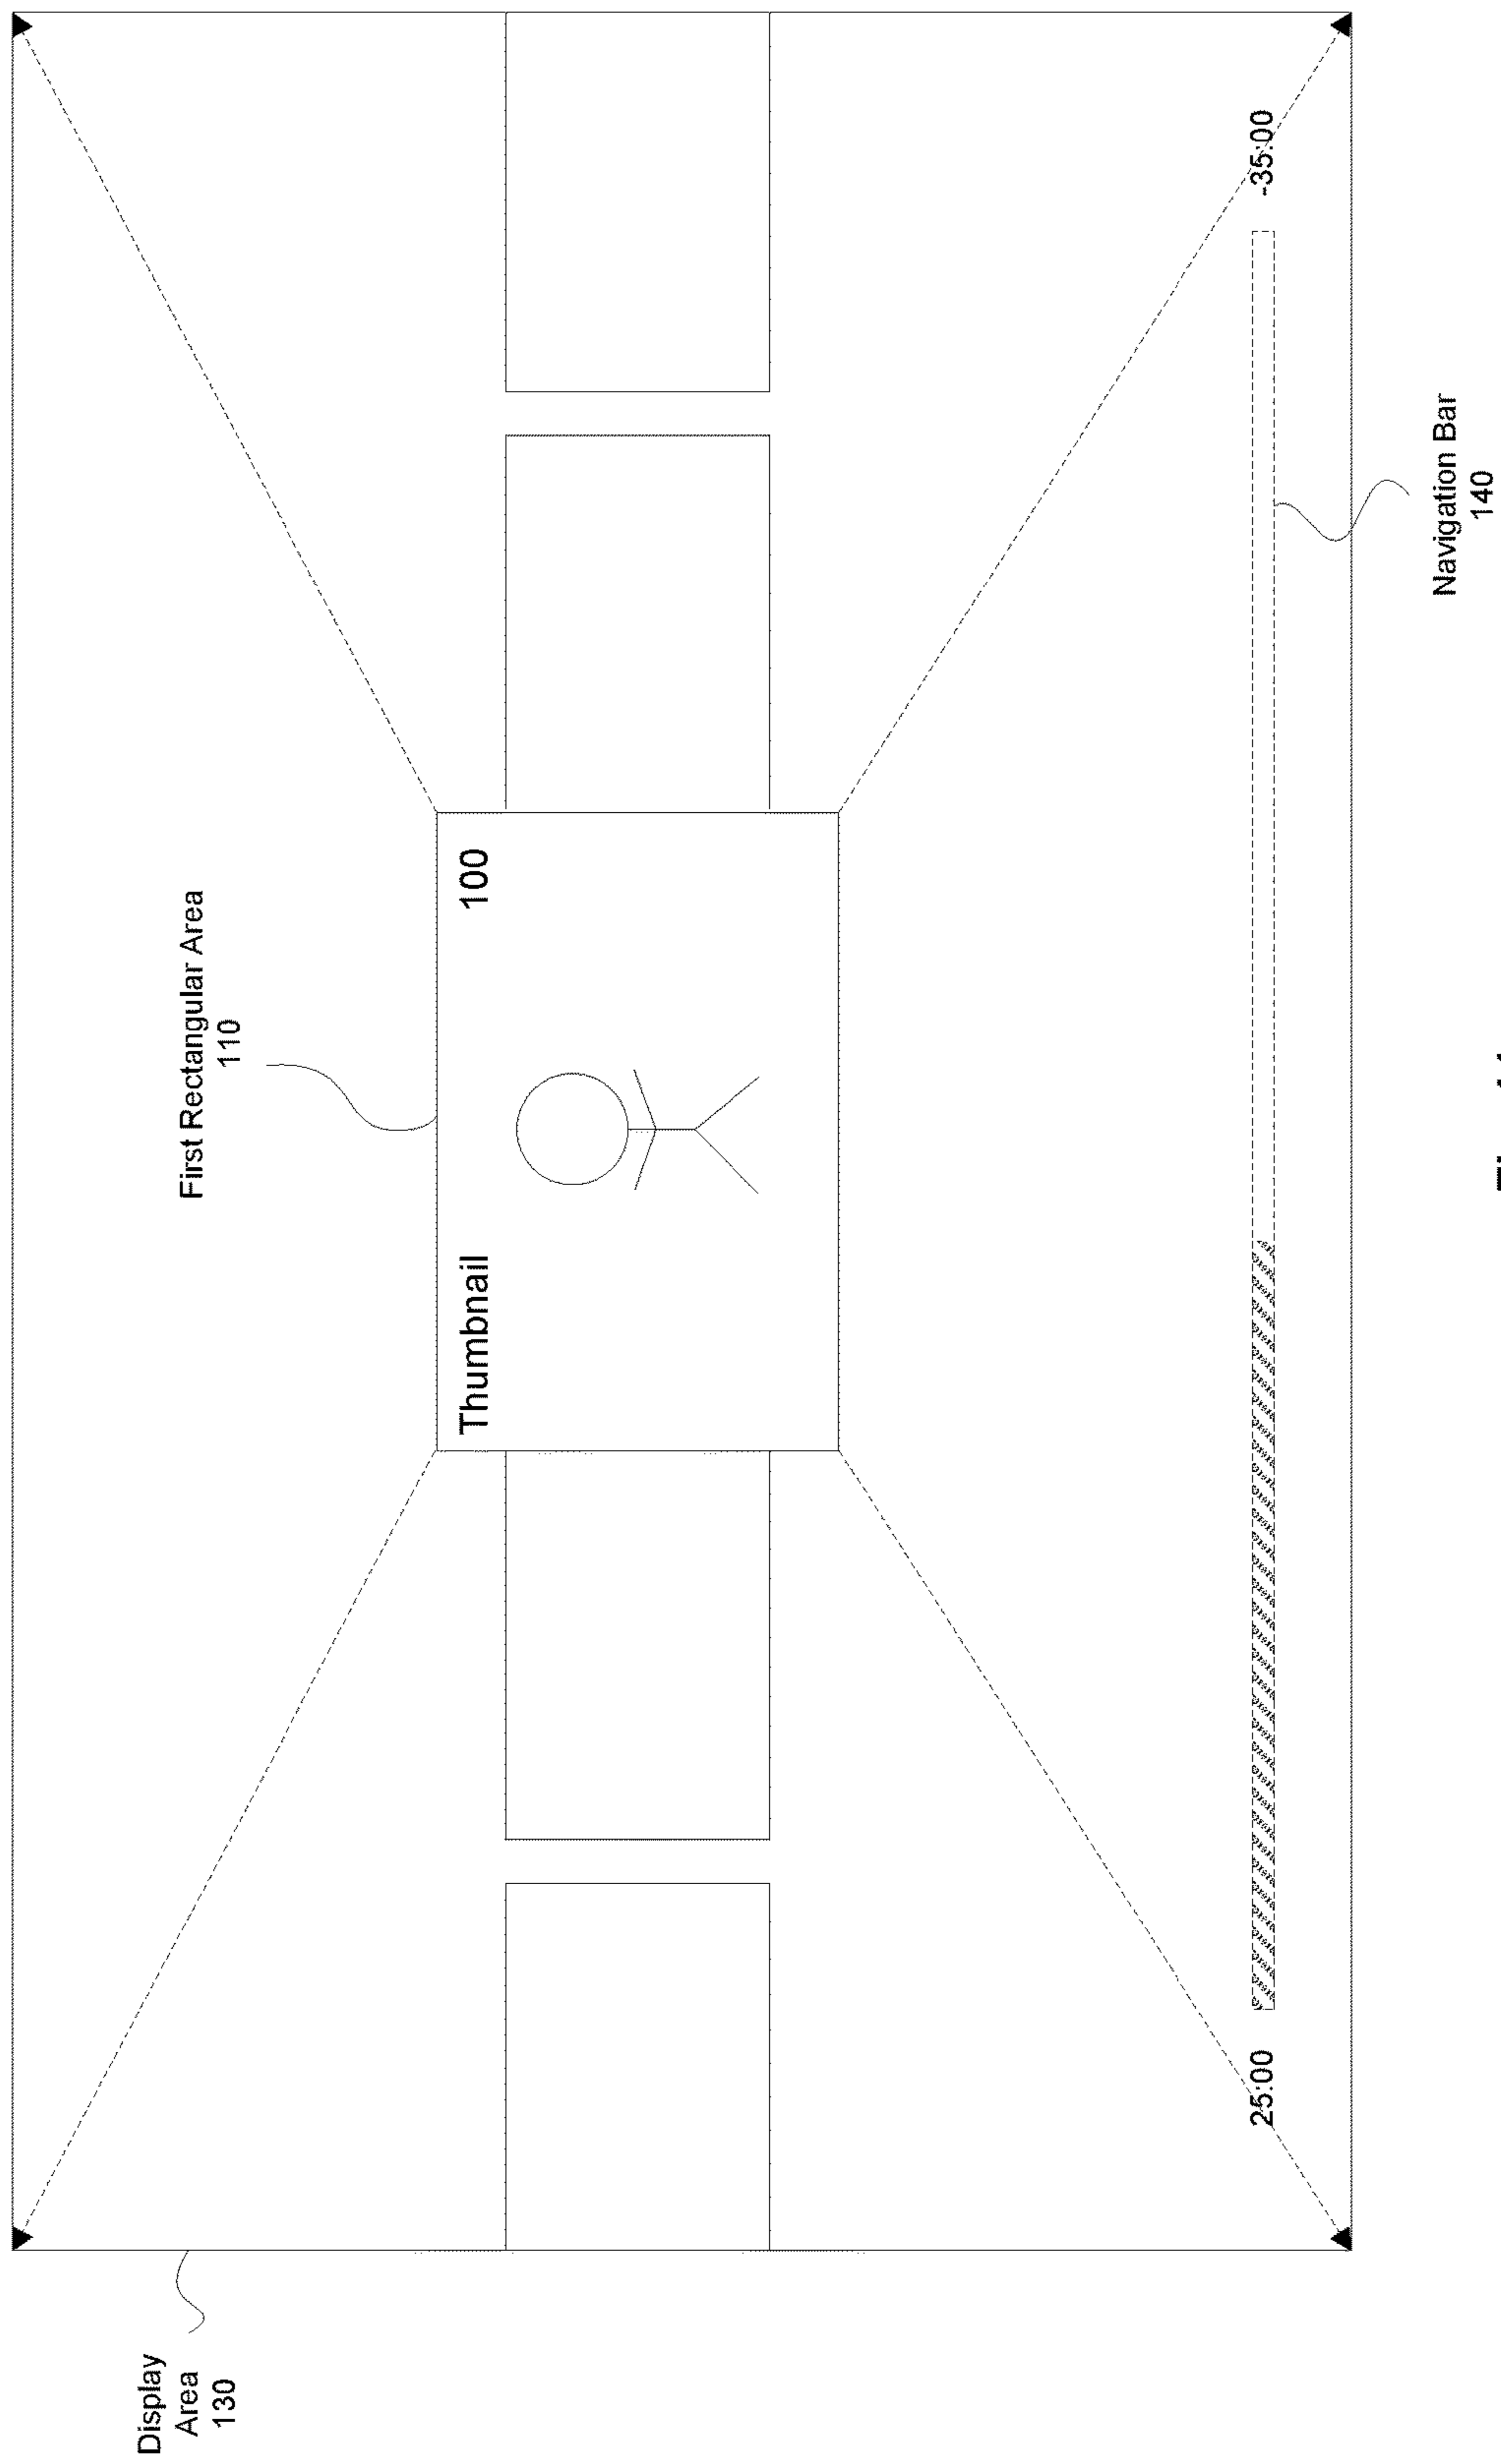 First Rectangular Area
110
Display
Area
130
Thumbnail
100
25:00
-35:00
Navigation Bar
140